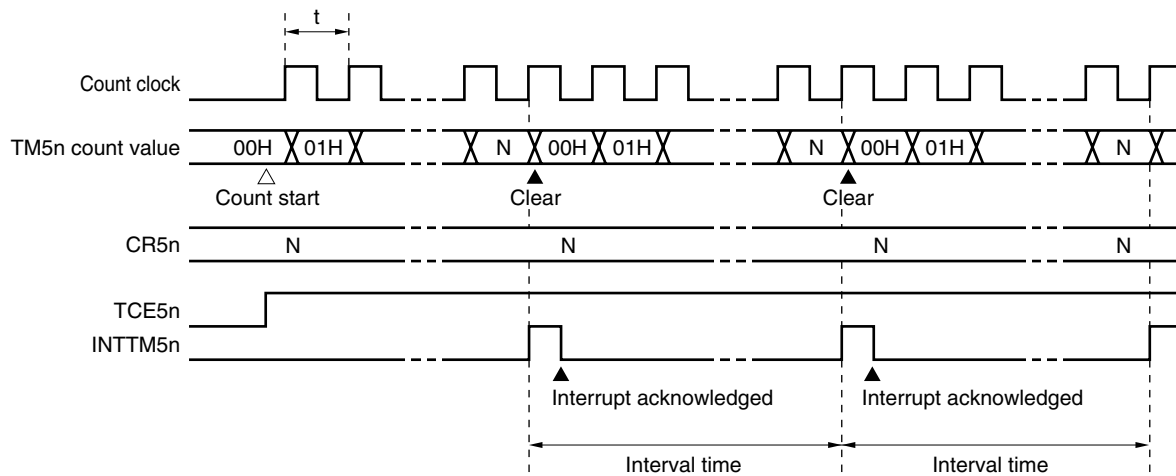 t
Count clock
TM5n count value 00H 01H N 00H 01H N 00H 01H N
Count start Clear Clear
CR5n N N N N
TCE5n
INTTM5n
Interrupt acknowledged Interrupt acknowledged
Interval time Interval time